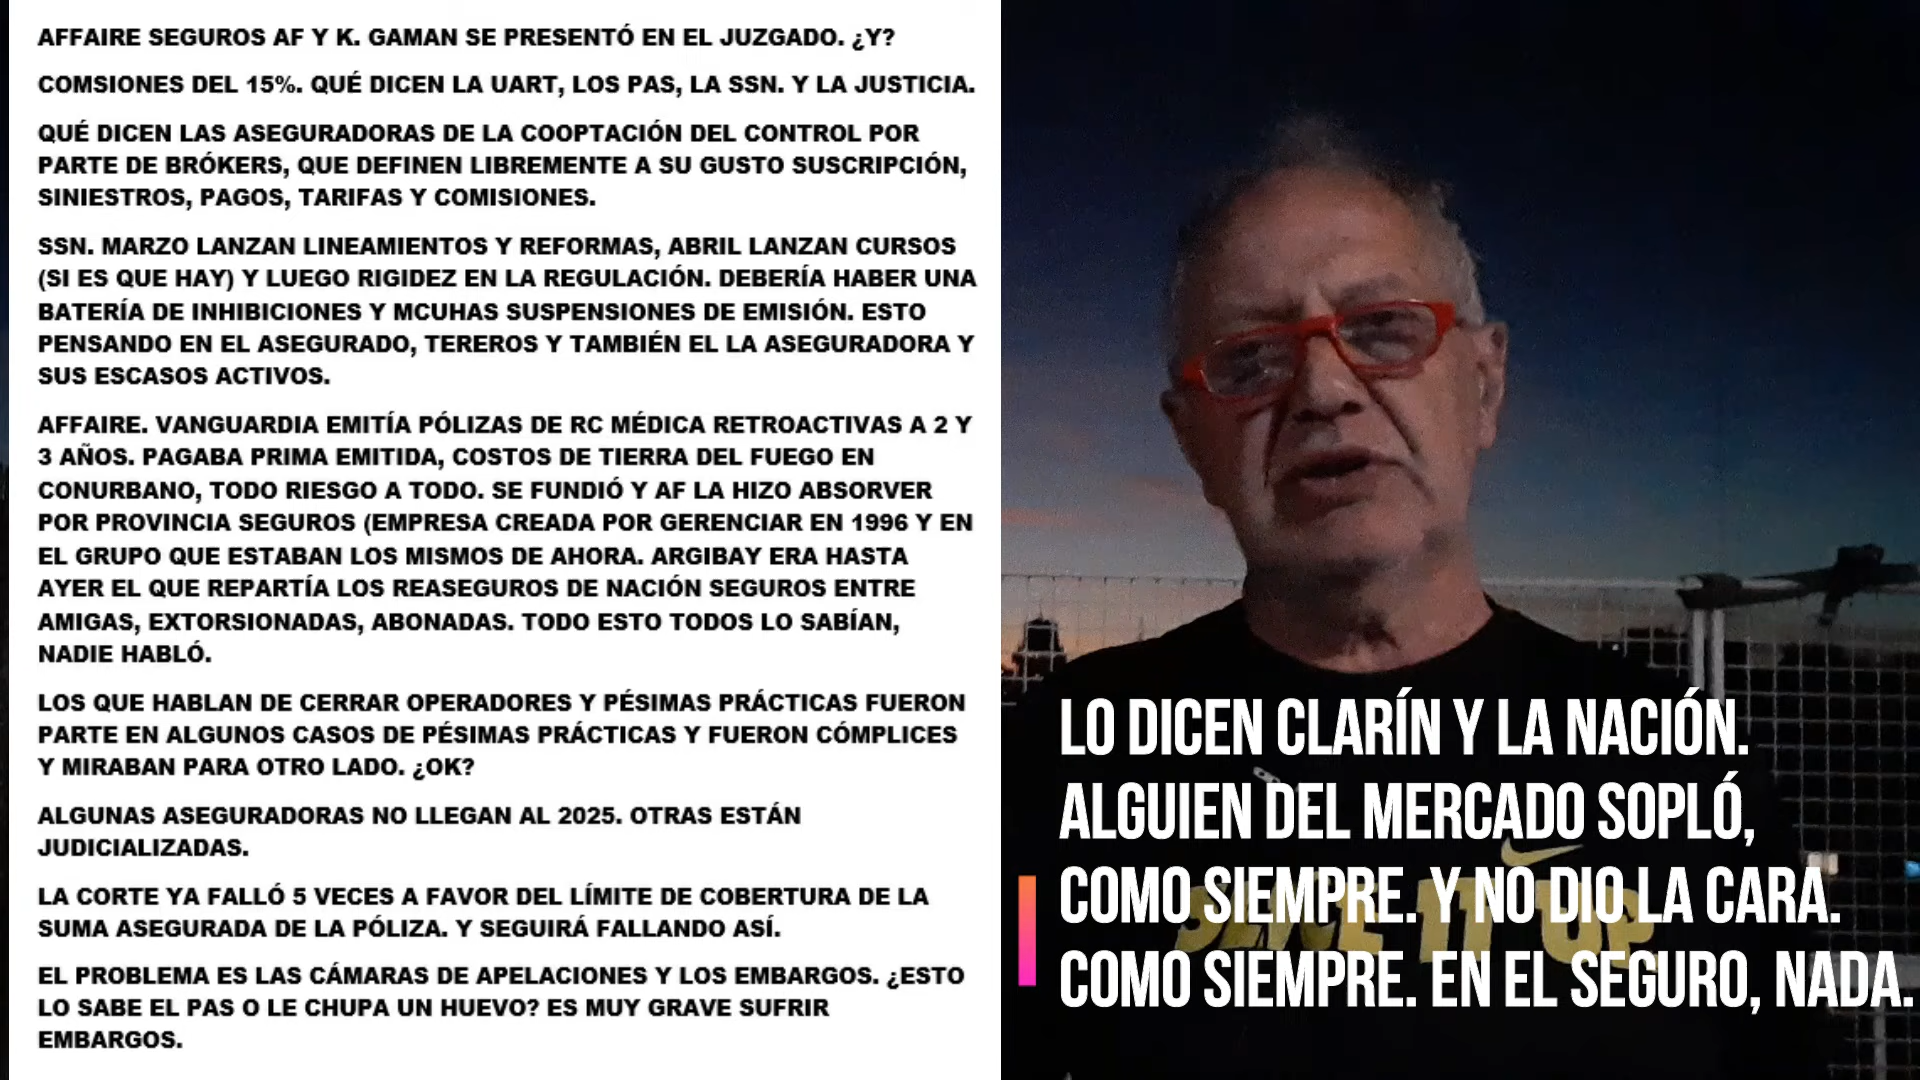 AFFAIRE SEGUROS AF Y K. GAMAN SE PRESENTÓ EN EL JUZGADO. ¿Y?
COMSIONES DEL 15%. QUÉ DICEN LA UART, LOS PAS, LA SSN. Y LA JUSTICIA.
QUÉ DICEN LAS ASEGURADORAS DE LA COOPTACIÓN DEL CONTROL POR
PARTE DE BRÓKERS, QUE DEFINEN LIBREMENTE A SU GUSTO SUSCRIPCIÓN,
SINIESTROS, PAGOS, TARIFAS Y COMISIONES.
SSN. MARZO LANZAN LINEAMIENTOS Y REFORMAS, ABRIL LANZAN CURSOS
(SI ES QUE HAY) Y LUEGO RIGIDEZ EN LA REGULACIÓN. DEBERÍA HABER UNA
BATERÍA DE INHIBICIONES Y MCUHAS SUSPENSIONES DE EMISIÓN. ESTO
PENSANDO EN EL ASEGURADO, TEREROS Y TAMBIÉN EL LA ASEGURADORA Y
SUS ESCASOS ACTIVOS.
AFFAIRE. VANGUARDIA EMITÍA PÓLIZAS DE RC MÉDICA RETROACTIVAS A 2 Y
3 AÑOS. PAGABA PRIMA EMITIDA, COSTOS DE TIERRA DEL FUEGO EN
CONURBANO, TODO RIESGO A TODO. SE FUNDIÓ Y AF LA HIZO ABSORVER
POR PROVINCIA SEGUROS (EMPRESA CREADA POR GERENCIAR EN 1996 Y EN
EL GRUPO QUE ESTABAN LOS MISMOS DE AHORA. ARGIBAY ERA HASTA
AYER EL QUE REPARTÍA LOS REASEGUROS DE NACIÓN SEGUROS ENTRE
AMIGAS, EXTORSIONADAS, ABONADAS. TODO ESTO TODOS LO SABÍAN,
NADIE HABLÓ.
LOS QUE HABLAN DE CERRAR OPERADORES Y PÉSIMAS PRÁCTICAS FUERON
PARTE EN ALGUNOS CASOS DE PÉSIMAS PRÁCTICAS Y FUERON CÓMPLICES
Y MIRABAN PARA OTRO LADO. ¿OK?
ALGUNAS ASEGURADORAS NO LLEGAN AL 2025. OTRAS ESTÁN
JUDICIALIZADAS.
LA CORTE YA FALLÓ 5 VECES A FAVOR DEL LÍMITE DE COBERTURA DE LA
SUMA ASEGURADA DE LA PÓLIZA. Y SEGUIRÁ FALLANDO ASÍ.
EL PROBLEMA ES LAS CÁMARAS DE APELACIONES Y LOS EMBARGOS. ¿ESTO
LO SABE EL PAS O LE CHUPA UN HUEVO? ES MUY GRAVE SUFRIR
EMBARGOS.
LO DICEN CLARÍN Y LA NACIÓN.
ALGUIEN DEL MERCADO SOPLÓ,
COMO SIEMPRE. Y NO DIO LA CARA.
COMO SIEMPRE. EN EL SEGURO, NADA.